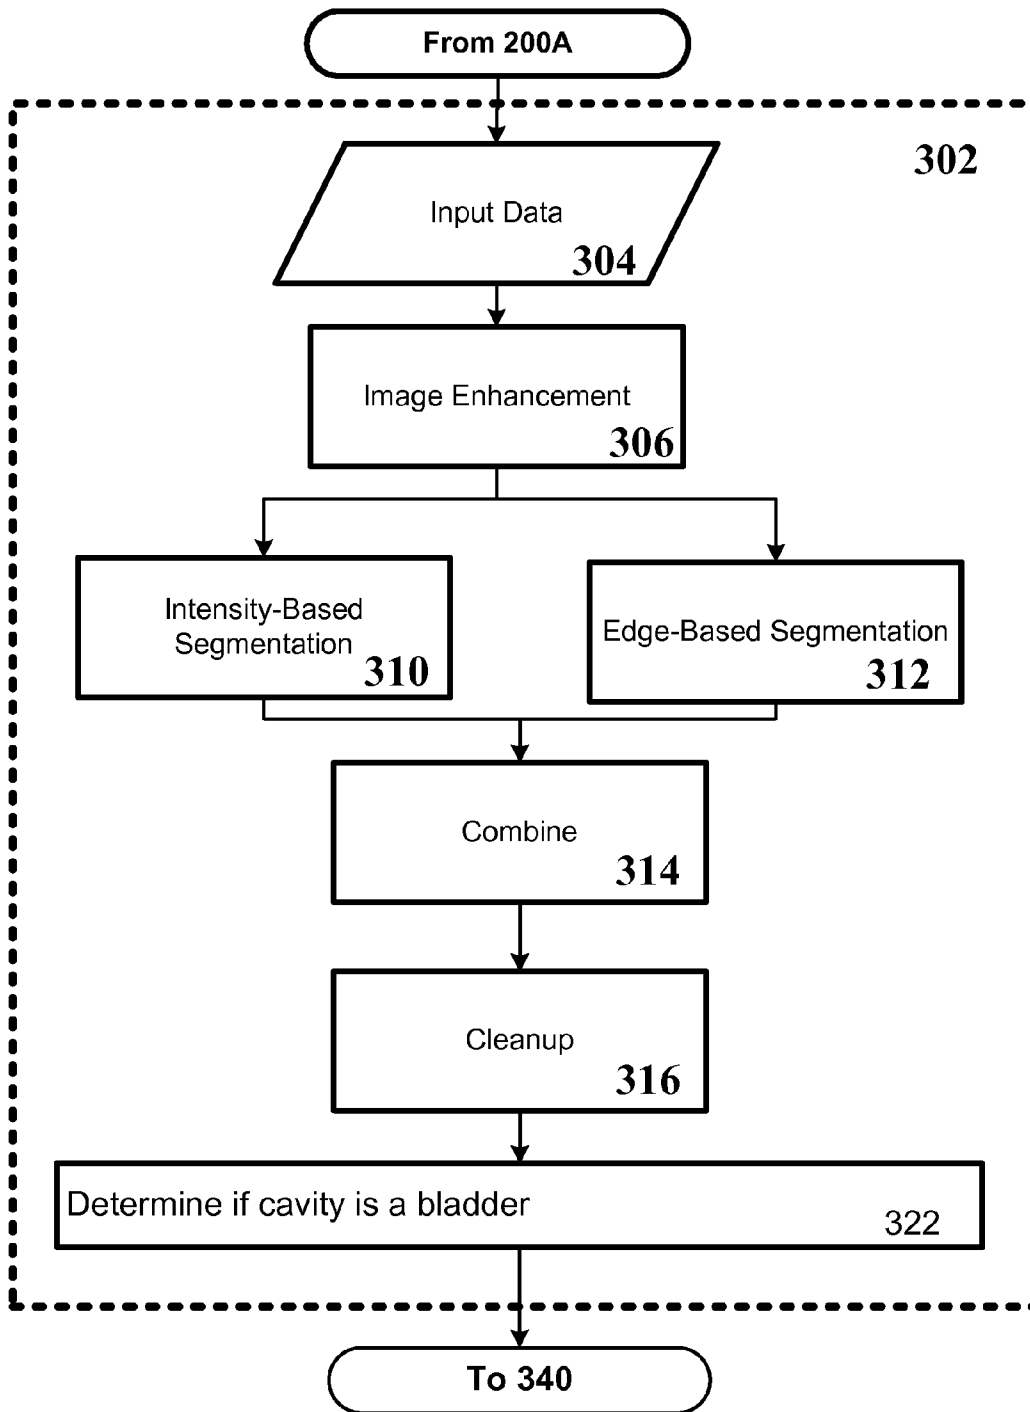 From 200A
302
Input Data
304
Image Enhancement
306
Intensity-Based
Segmentation
310
Edge-Based Segmentation
312
Combine
314
Cleanup
316
Determine if cavity is a bladder
322
To 340